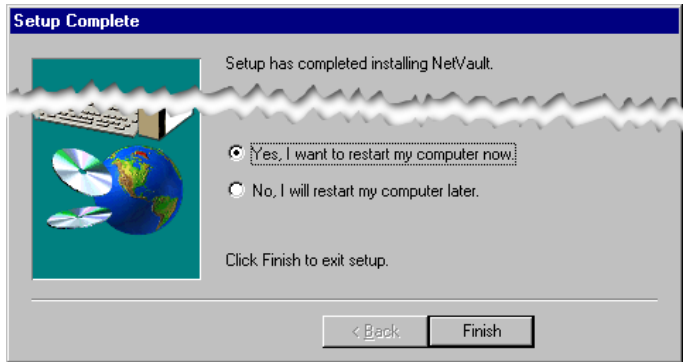 Setup Complete
Setup has completed installing NetVault.
Yes, I want to restart my computer now.
No, I will restart my computer later.
Click Finish to exit setup.
< Back
Finish